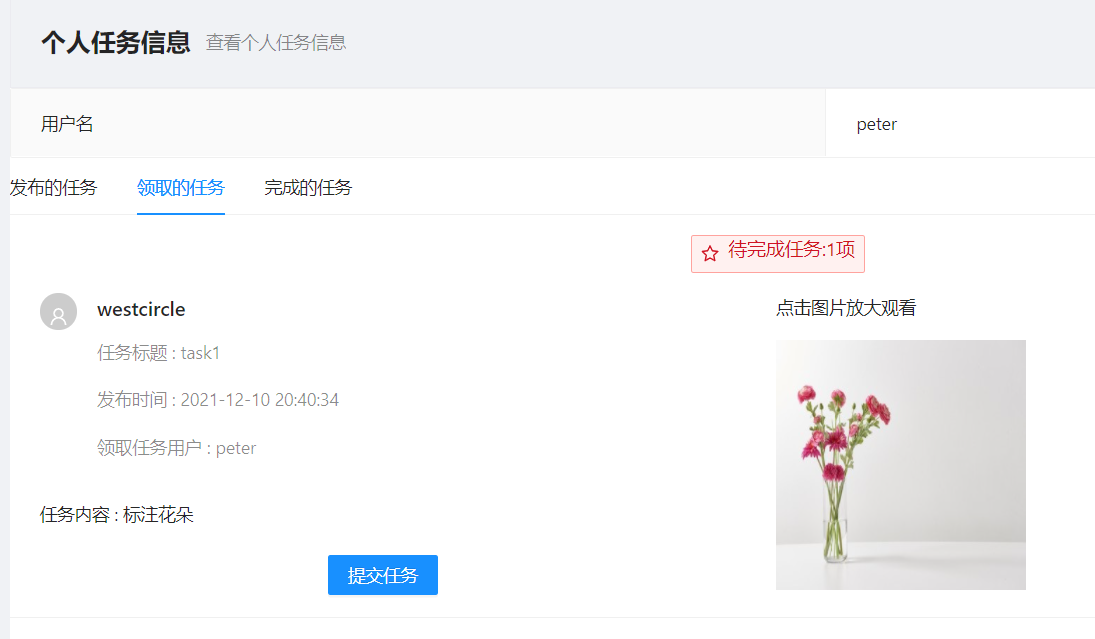 个人任务信息 查看个人任务信息
用户名 peter
发布的任务 领取的任务 完成的任务
待完成任务:1项
westcircle
点击图片放大观看
任务标题 : task1
发布时间 : 2021-12-10 20:40:34
领取任务用户 : peter
任务内容 : 标注花朵
提交任务